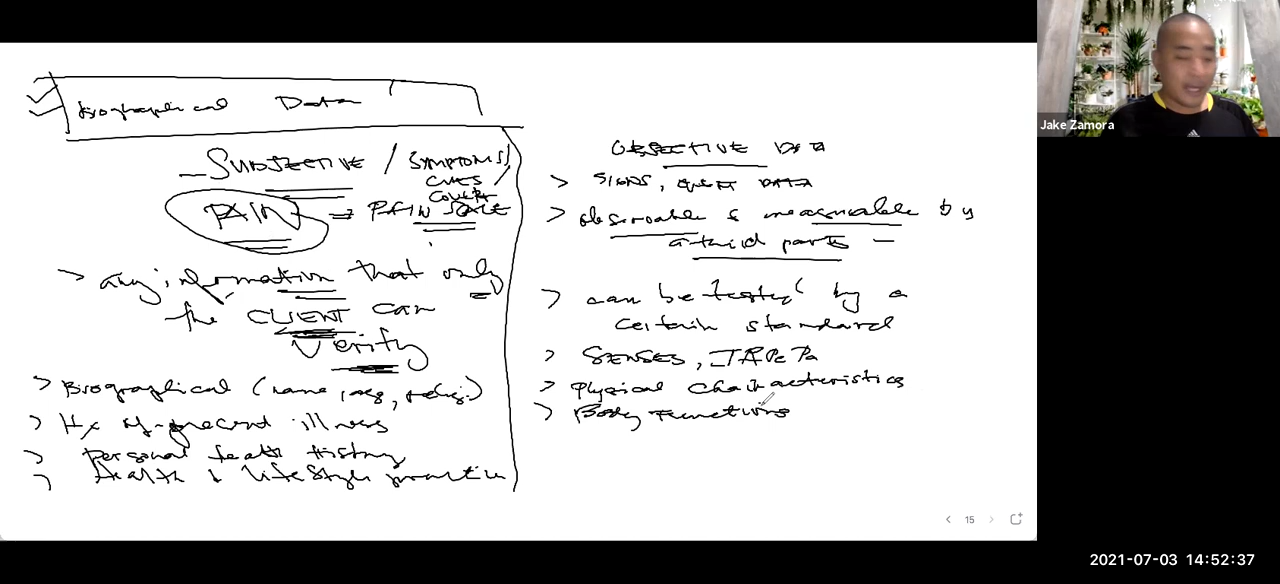 Biographical Data
SUBJECTIVE / SYMPTOMS/
CUES /
COVERT
PAIN => PAIN SCALE
> any information that only
the CLIENT can
Verify
> Biographical (name, age, relig.)
> Hx of present illness
> Personal health History
> Health & lifestyle practice
OBJECTIVE DATA
> SIGNS, OVERT DATA
> observable & measurable by
a third party -
> can be tested by a
certain standard
> SENSES, IAPePa
> Physical Characteristics
> Body Functions
15
Jake Zamora
2021-07-03 14:52:37